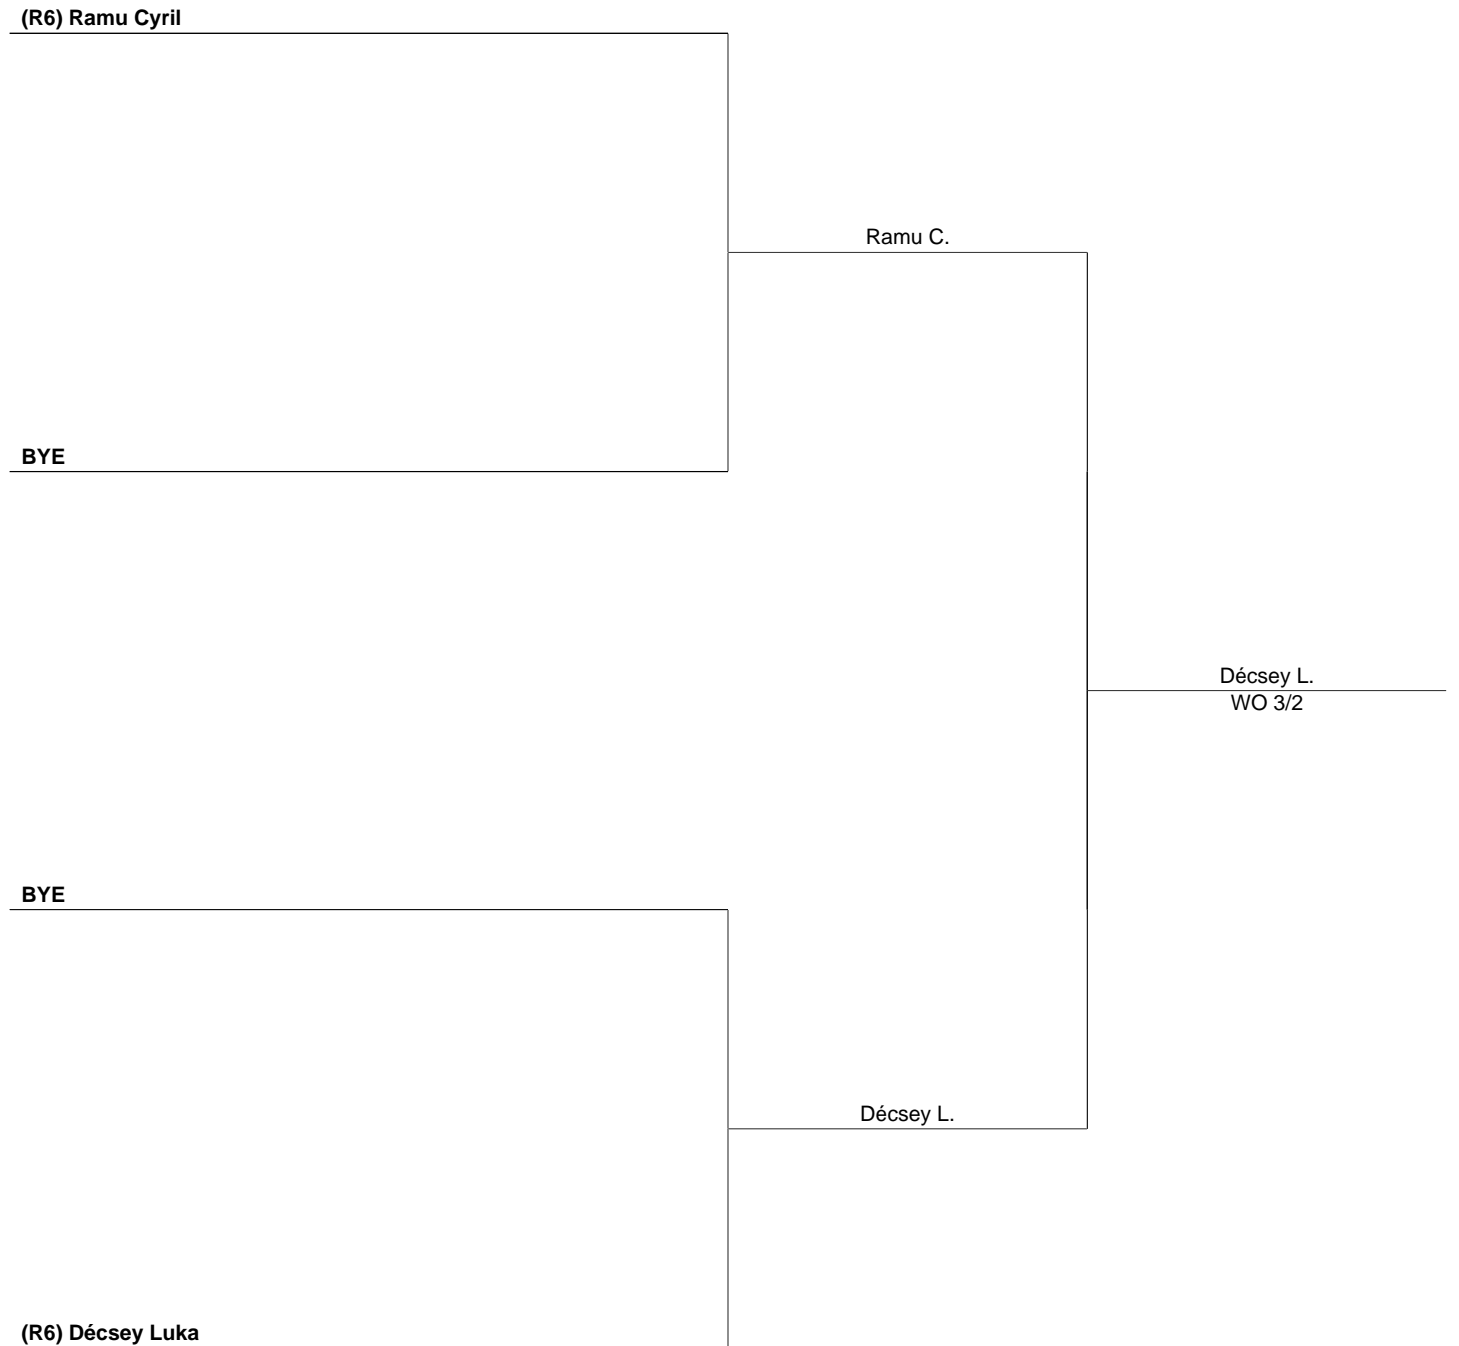 (R6) Ramu Cyril
Ramu C.
BYE
Décsey L.
WO 3/2
BYE
Décsey L.
(R6) Décsey Luka